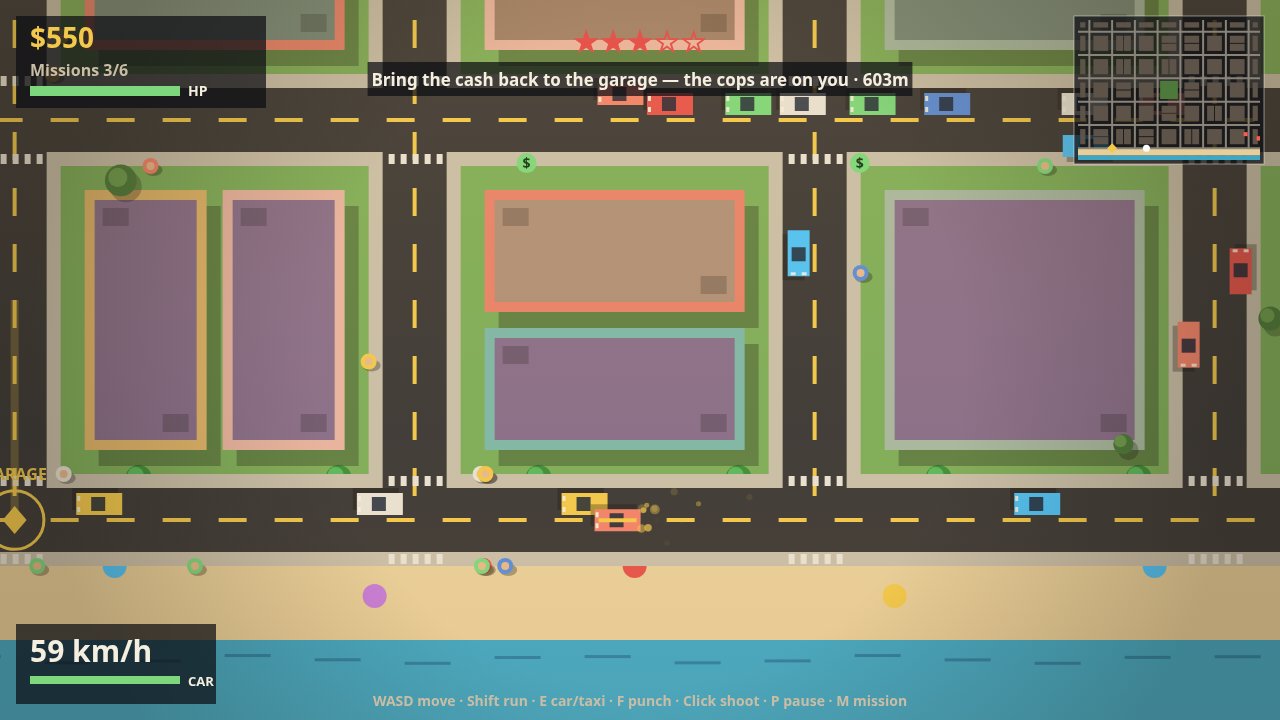 $550
Missions 3/6
HP
Bring the cash back to the garage — the cops are on you · 603m
$
$
ARAGE
59 km/h
CAR
WASD move · Shift run · E car/taxi · F punch · Click shoot · P pause · M mission